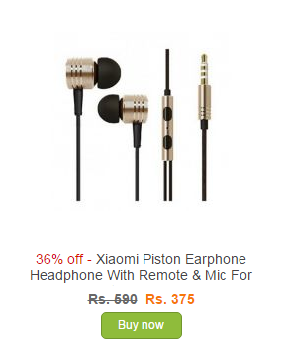 36% off - Xiaomi Piston Earphone
Headphone With Remote & Mic For
Rs. 590 Rs. 375
Buy now